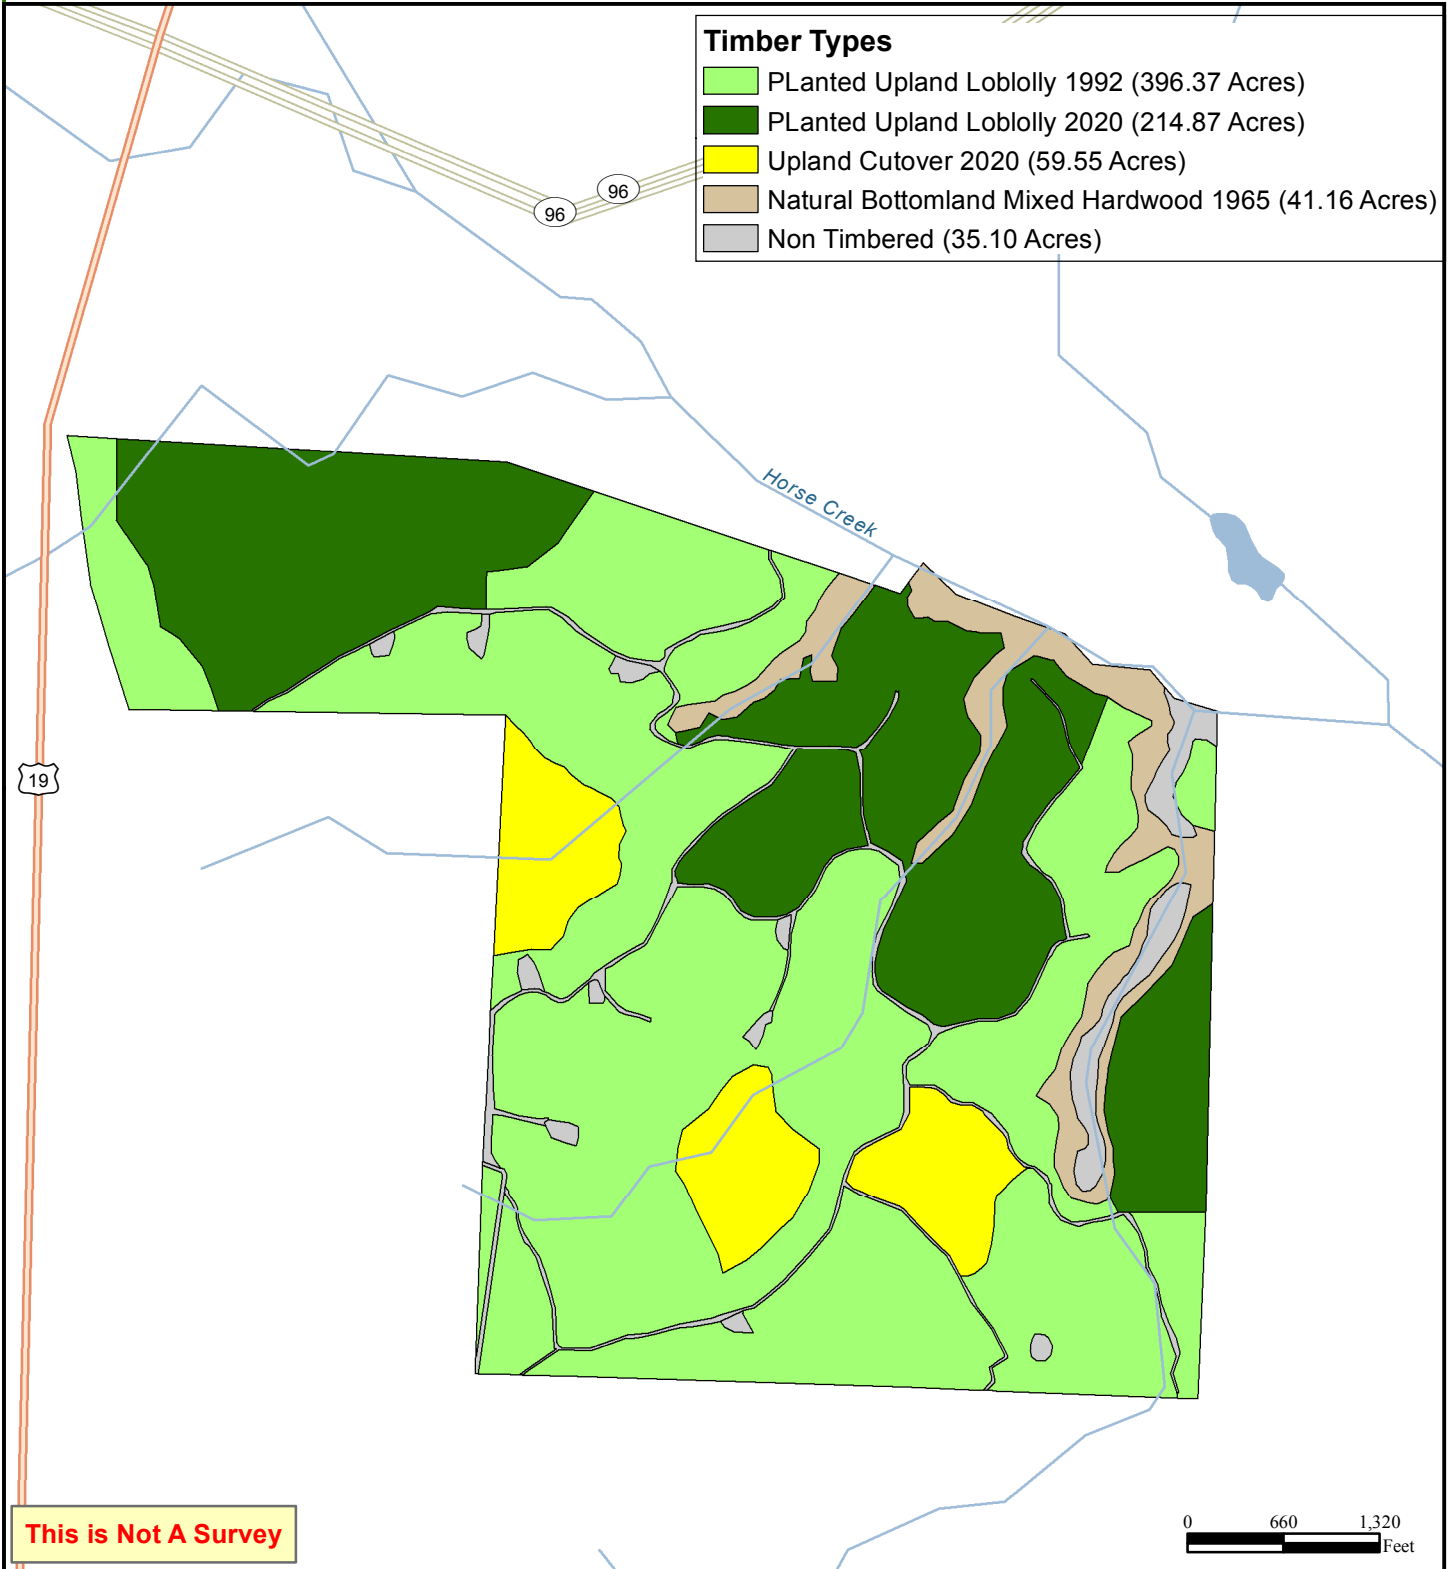 Timber Types
PLanted Upland Loblolly 1992 (396.37 Acres)
PLanted Upland Loblolly 2020 (214.87 Acres)
Upland Cutover 2020 (59.55 Acres)
Natural Bottomland Mixed Hardwood 1965 (41.16 Acres)
Non Timbered (35.10 Acres)
96
96
Horse Creek
19
This is Not A Survey
0 660 1,320
Feet